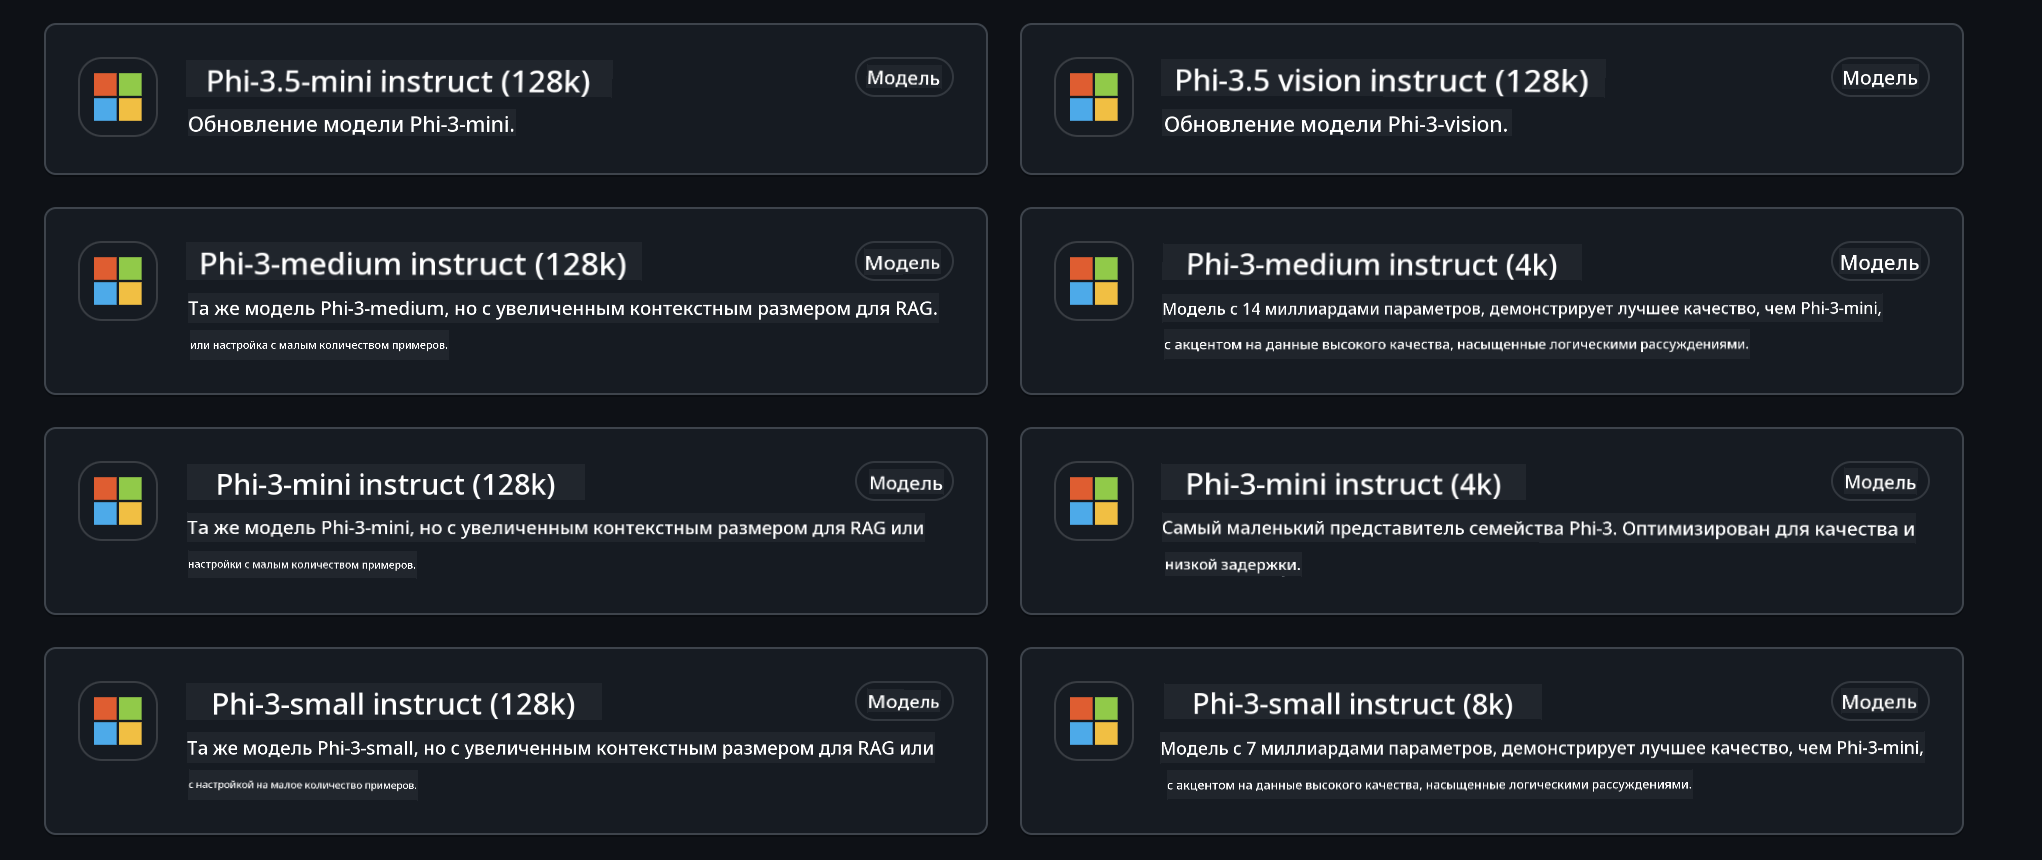 Phi-3.5-mini instruct (128k)
Модель
Обновление модели Phi-3-mini.
Phi-3.5 vision instruct (128k)
Модель
Обновление модели Phi-3-vision.
Phi-3-medium instruct (128k)
Модель
Та же модель Phi-3-medium, но с увеличенным контекстным размером для RAG.
или настройка с малым количеством примеров.
Phi-3-medium instruct (4k)
Модель
Модель с 14 миллиардами параметров, демонстрирует лучшее качество, чем Phi-3-mini,
с акцентом на данные высокого качества, насыщенные логическими рассуждениями.
Phi-3-mini instruct (128k)
Модель
Та же модель Phi-3-mini, но с увеличенным контекстным размером для RAG или
настройки с малым количеством примеров.
Phi-3-mini instruct (4k)
Модель
Самый маленький представитель семейства Phi-3. Оптимизирован для качества и
низкой задержки.
Phi-3-small instruct (128k)
Модель
Та же модель Phi-3-small, но с увеличенным контекстным размером для RAG или
с настройкой на малое количество примеров.
Phi-3-small instruct (8k)
Модель
Модель с 7 миллиардами параметров, демонстрирует лучшее качество, чем Phi-3-mini,
с акцентом на данные высокого качества, насыщенные логическими рассуждениями.